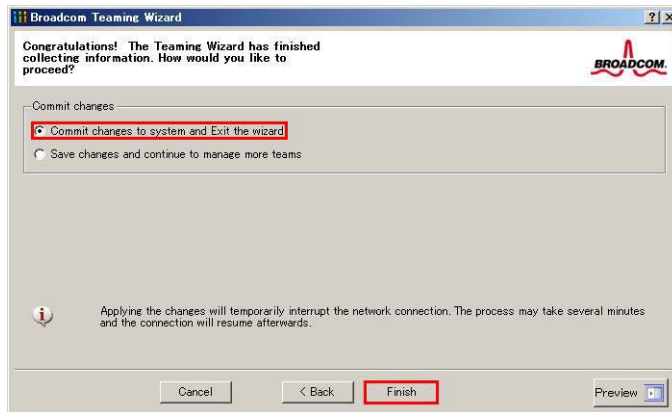 Broadcom Teaming Wizard
Congratulations! The Teaming Wizard has finished
collecting information. How would you like to
proceed?
BROADCOM.
Commit changes
Commit changes to system and Exit the wizard
Save changes and continue to manage more teams
Applying the changes will temporarily interrupt the network connection. The process may take several minutes
and the connection will resume afterwards.
Cancel
< Back
Finish
Preview